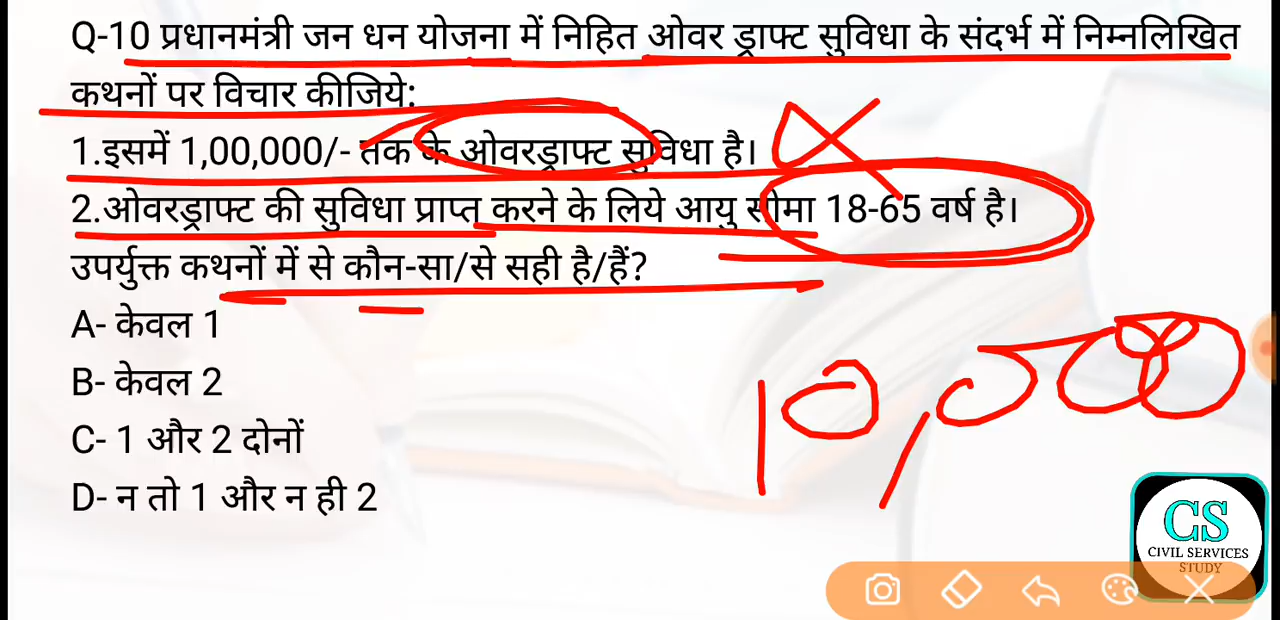 Q-10 प्रधानमंत्री जन धन योजना में निहित ओवर ड्राफ्ट सुविधा के संदर्भ में निम्नलिखित
कथनों पर विचार कीजिये:
1.इसमें 1,00,000/- तक के ओवरड्राफ्ट सुविधा है।
2.ओवरड्राफ्ट की सुविधा प्राप्त करने के लिये आयु सीमा 18-65 वर्ष है।
उपर्युक्त कथनों में से कौन-सा/से सही है/हैं?
A- केवल 1
B- केवल 2
C- 1 और 2 दोनों
D- न तो 1 और न ही 2
10,000
CS
CIVIL SERVICES
STUDY